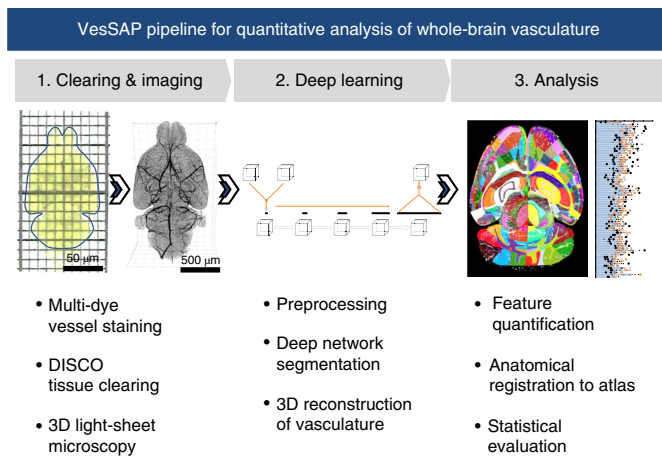 VesSAP pipeline for quantitative analysis of whole-brain vasculature
1. Clearing & imaging
2. Deep learning
3. Analysis
50 μm
500 μm
• Multi-dye
vessel staining
• DISCO
tissue clearing
• 3D light-sheet
microscopy
• Preprocessing
• Deep network
segmentation
• 3D reconstruction
of vasculature
• Feature
quantification
• Anatomical
registration to atlas
• Statistical
evaluation